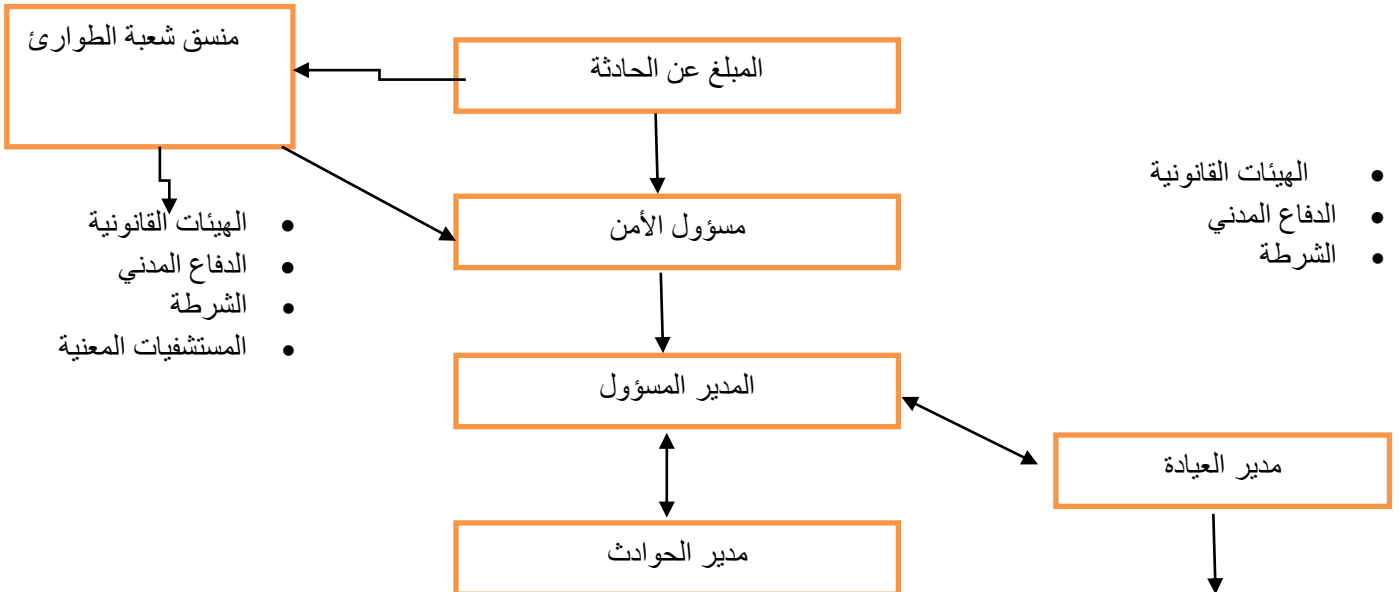 منسق شعبة الطوارئ
المبلغ عن الحادثة
• الهيئات القانونية
• الدفاع المدني
• الشرطة
مسؤول الأمن
• الهيئات القانونية
• الدفاع المدني
• الشرطة
• المستشفيات المعنية
المدير المسؤول
مدير العيادة
مدير الحوادث